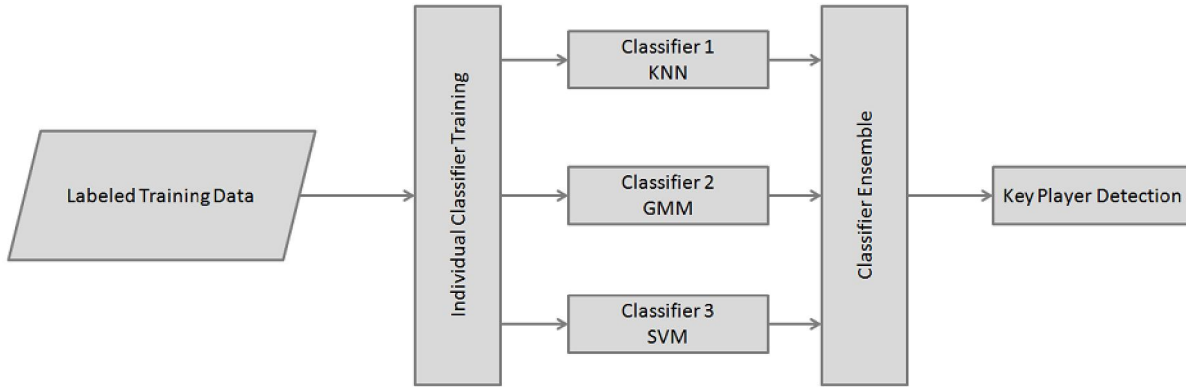 Labeled Training Data
Individual Classifier Training
Classifier 1
KNN
Classifier 2
GMM
Classifier 3
SVM
Classifier Ensemble
Key Player Detection